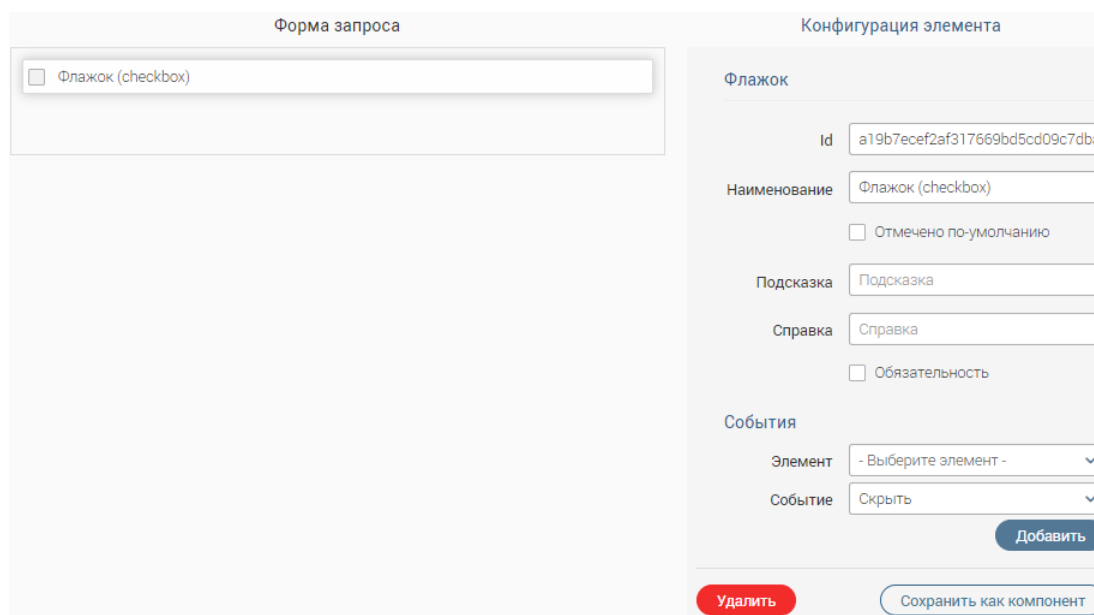 Форма запроса
Флажок (checkbox)
Конфигурация элемента
Флажок
Id a19b7ecef2af317669bd5cd09c7db
Наименование Флажок (checkbox)
Отмечено по-умолчанию
Подсказка Подсказка
Справка Справка
Обязательность
События
Элемент - Выберите элемент -
Событие Скрыть
Добавить
Удалить Сохранить как компонент